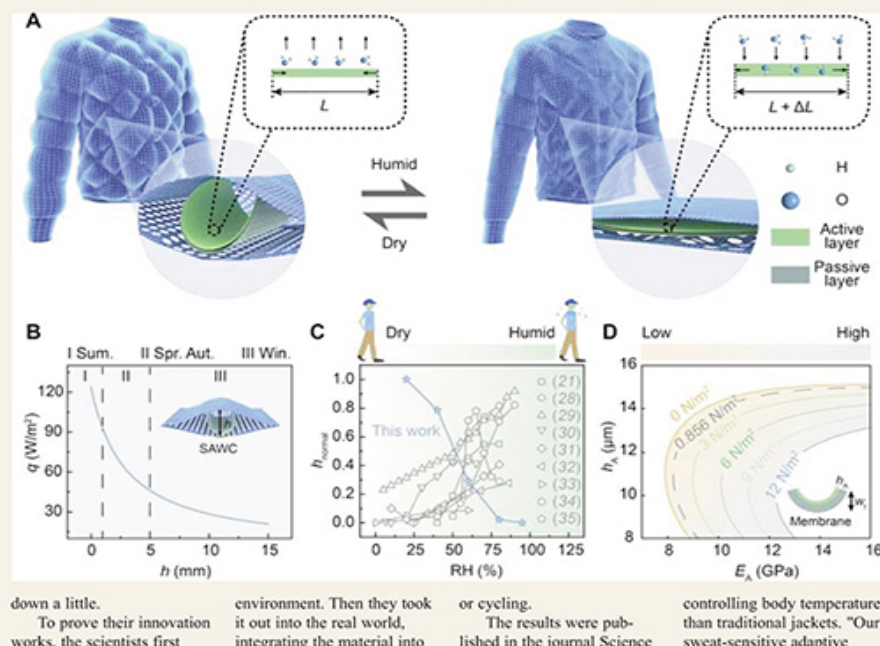 A
L
Humid
Dry
L + ΔL
H
O
Active
layer
Passive
layer
B
I Sum. II Spr. Aut. III Win.
I II III
120
90
60
30
q (W/m²)
SAWC
0 5 10 15
h (mm)
C
Dry Humid
1.0
0.8
0.6
0.4
0.2
0.0
h normal
This work
(21)
(28)
(29)
(30)
(31)
(32)
(33)
(34)
(35)
0 25 50 75 100 125
RH (%)
D
Low High
16
14
12
10
8
h_A (μm)
0 N/m²
0.856 N/m²
3 N/m²
6 N/m²
9 N/m²
12 N/m²
h_A
Membrane
8 10 12 14 16
E_A (GPa)
down a little.
To prove their innovation
works, the scientists first
environment. Then they took
it out into the real world,
integrating the material into
or cycling.
The results were pub-
lished in the journal Science
controlling body temperature
than traditional jackets. "Our
sweat-sensitive adaptive